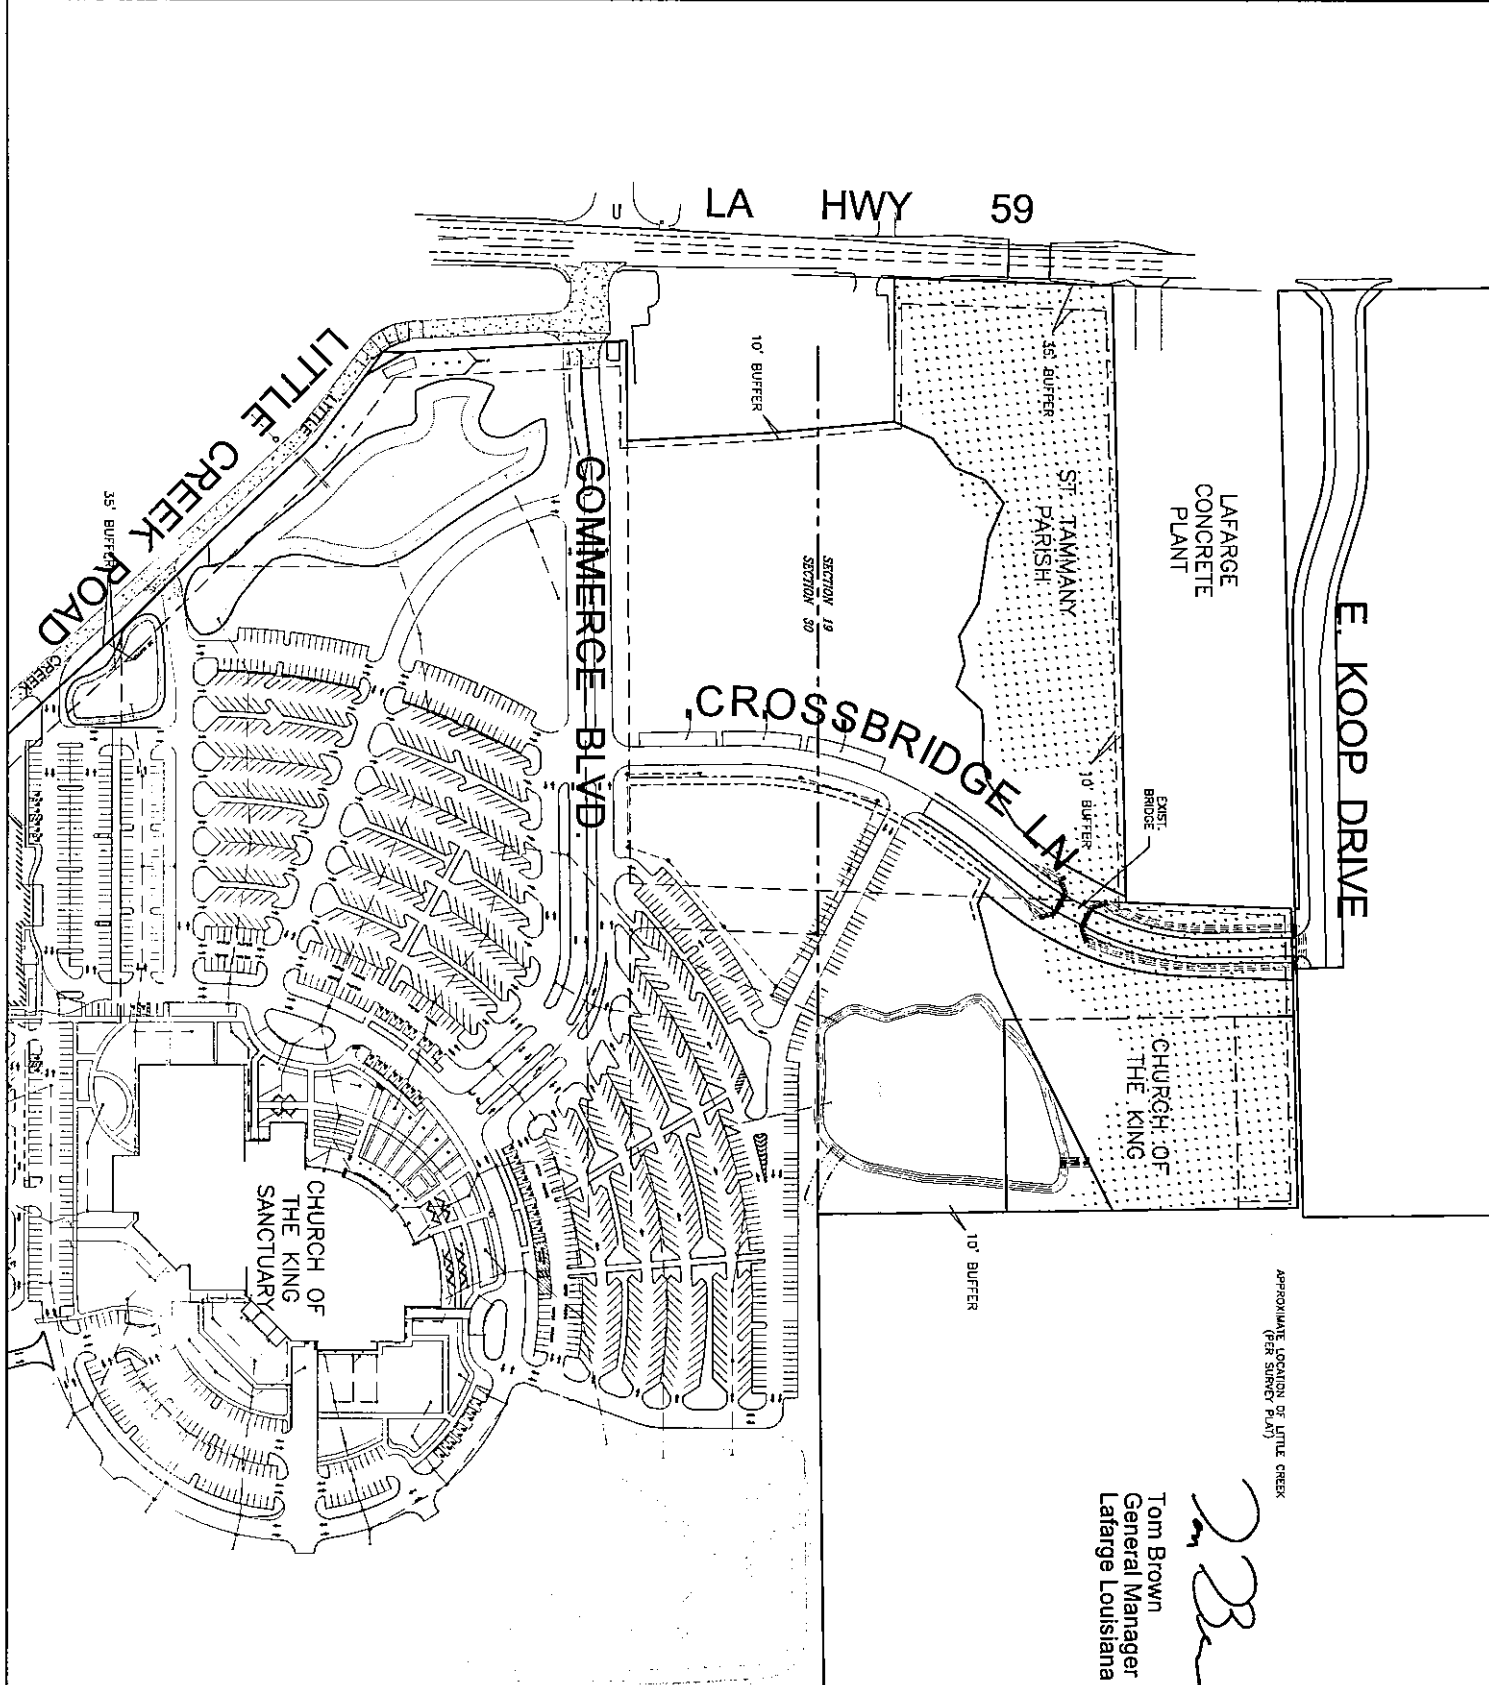 LA HWY 59
E. KOOP DRIVE
LAFARGE
CONCRETE
PLANT
35' BUFFER
ST. TAMMANY
PARISH
10' BUFFER
SECTION 19
SECTION 30
LITTLE CREEK ROAD
LITTLE
CREEK
35' BUFFER
COMMERCE BLVD.
CROSSBRIDGE LN
10' BUFFER
EXIST.
BRIDGE
CHURCH OF
THE KING
10' BUFFER
CHURCH OF
THE KING
SANCTUARY
APPROXIMATE LOCATION OF LITTLE CREEK
(PER SURVEY PLAT)
Tom Brown
General Manager
Lafarge Louisiana